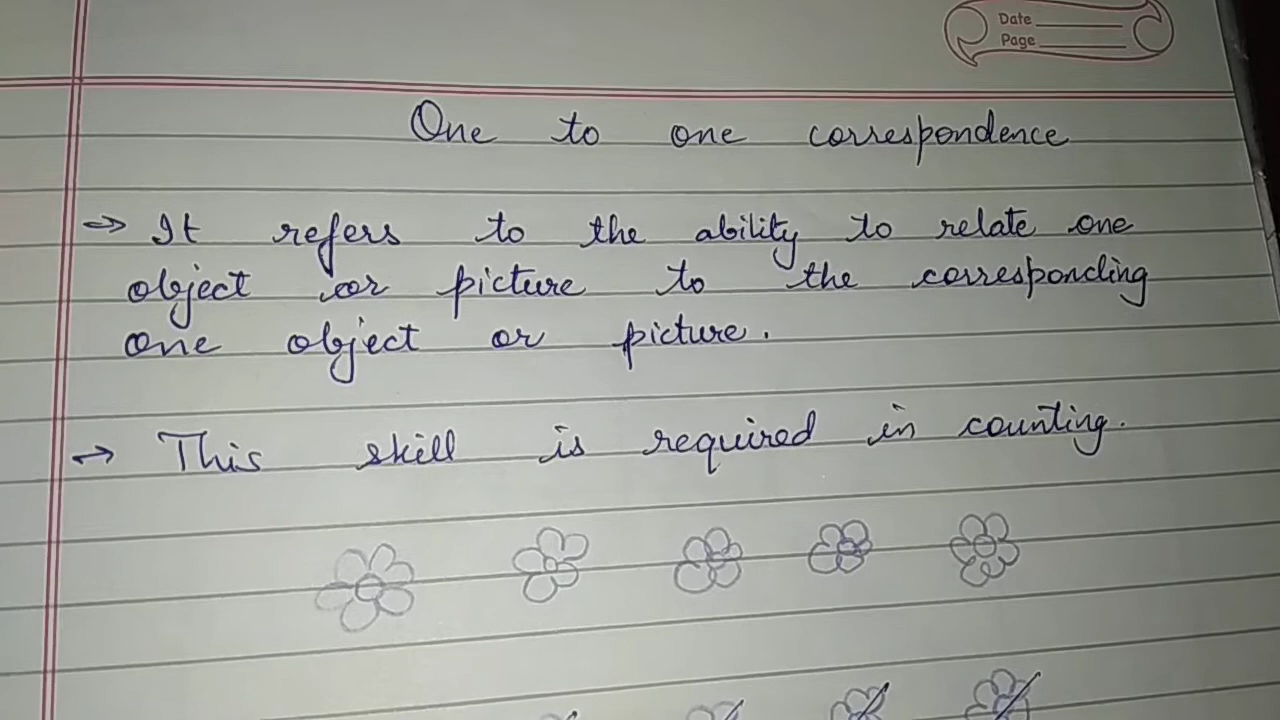 Date
Page
One to one correspondence
⇒ It refers to the ability to relate one
object or picture to the corresponding
one object or picture.
→ This skill is required in counting.